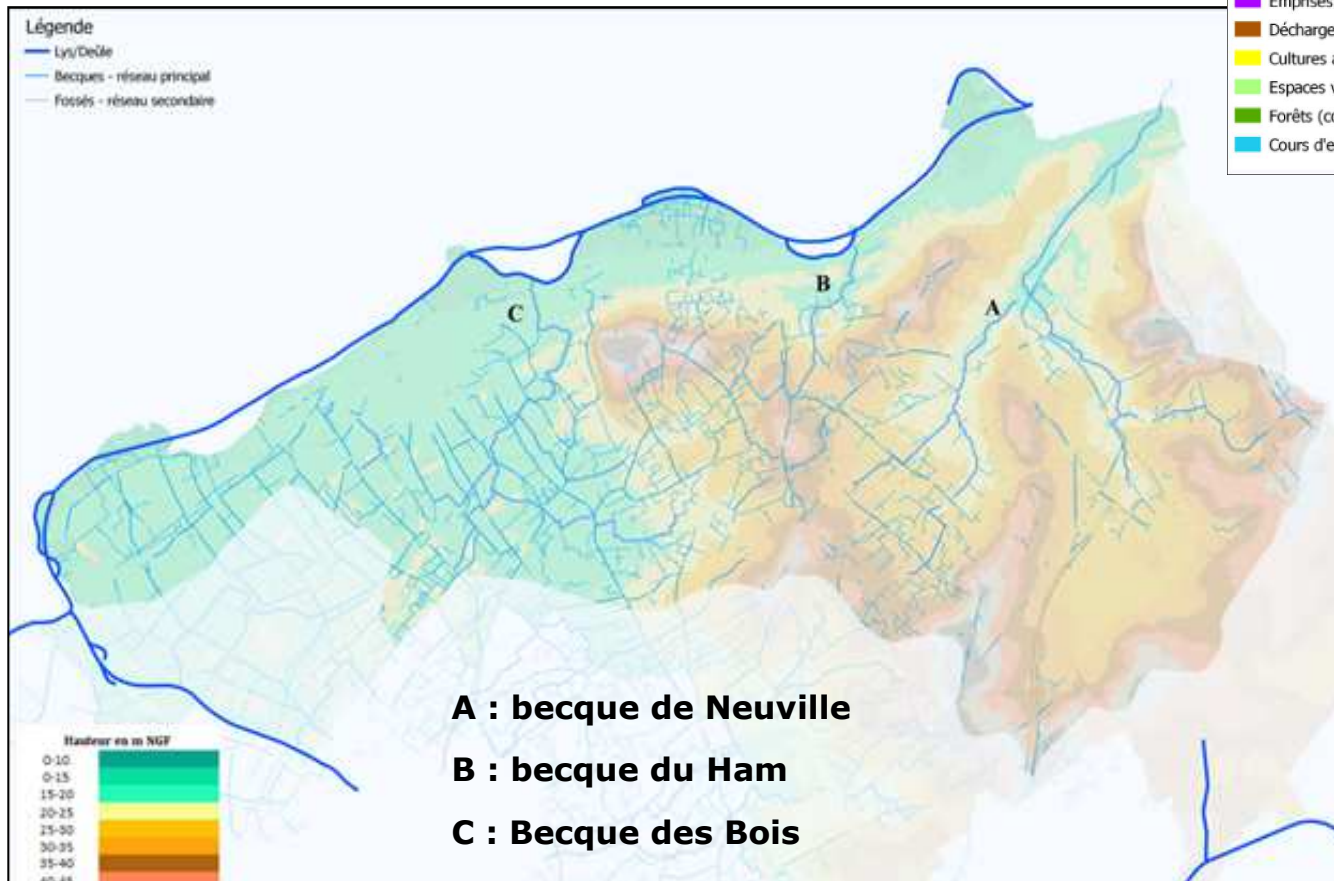 Légende
Lys/Deûle
Becques - réseau principal
Fossés - réseau secondaire
Emprises
Décharge
Cultures a
Espaces v
Forêts (co
Cours d'e
B
C
A
A : becque de Neuville
B : becque du Ham
C : Becque des Bois
Hauteur en m NGF
0-10
0-15
15-20
20-25
25-30
30-35
35-40
40-45